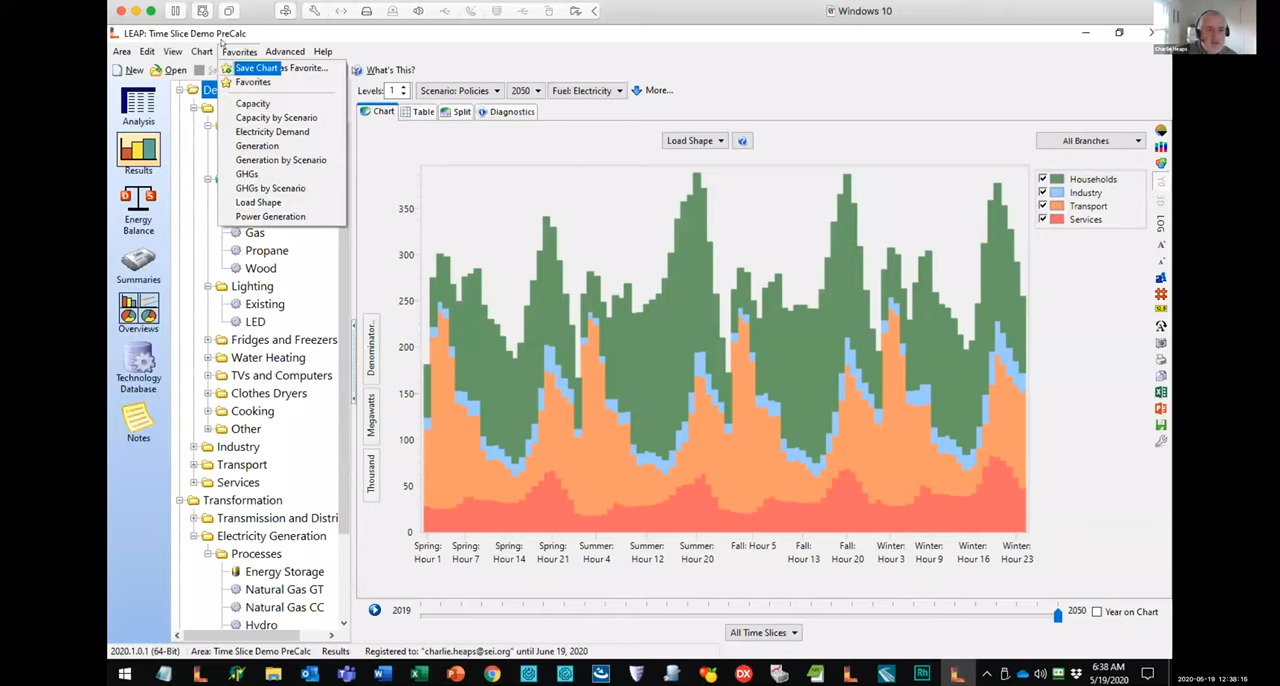 Windows 10
Charlie Heaps
LEAP: Time Slice Demo PreCalc
Area Edit View Chart Favorites Advanced Help
New Open Sa
Save Chart as Favorite...
Favorites
Capacity
Capacity by Scenario
Electricity Demand
Generation
Generation by Scenario
GHGs
GHGs by Scenario
Load Shape
Power Generation
What's This?
Levels: 1 Scenario: Policies 2050 Fuel: Electricity More...
Chart Table Split Diagnostics
Load Shape
All Branches
Analysis
Results
Energy
Balance
Summaries
Overviews
Technology
Database
Notes
De
Gas
Propane
Wood
Lighting
Existing
LED
Fridges and Freezers
Water Heating
TVs and Computers
Clothes Dryers
Cooking
Other
Industry
Transport
Services
Transformation
Transmission and Distri
Electricity Generation
Processes
Energy Storage
Natural Gas GT
Natural Gas CC
Hydro
Denominator..
Megawatts
Thousand
350
300
250
200
150
100
50
0
Spring: Hour 1
Spring: Hour 7
Spring: Hour 14
Spring: Hour 21
Summer: Hour 4
Summer: Hour 12
Summer: Hour 20
Fall: Hour 5
Fall: Hour 13
Fall: Hour 20
Winter: Hour 3
Winter: Hour 9
Winter: Hour 16
Winter: Hour 23
Households
Industry
Transport
Services
LOG
2019
2050 Year on Chart
All Time Slices
2020.1.0.1 (64-Bit) Area: Time Slice Demo PreCalc Results Registered to: "charlie.heaps@sei.org" until June 19, 2020
6:38 AM
5/19/2020
2020-05-19 12:38:16